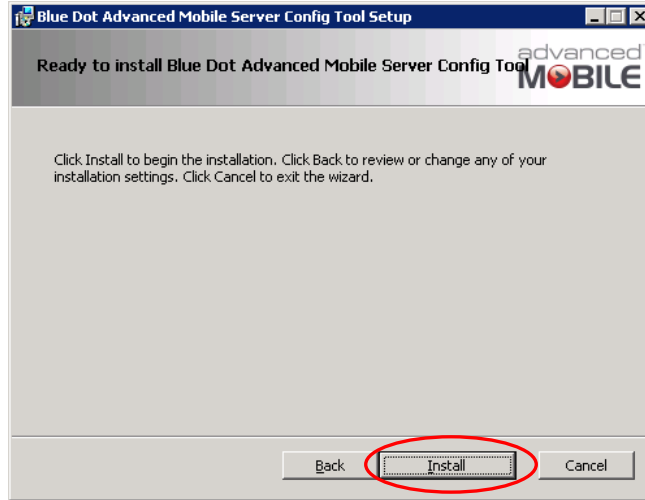 Blue Dot Advanced Mobile Server Config Tool Setup
Ready to install Blue Dot Advanced Mobile Server Config Tool
advanced
MOBILE
Click Install to begin the installation. Click Back to review or change any of your
installation settings. Click Cancel to exit the wizard.
Back
Install
Cancel